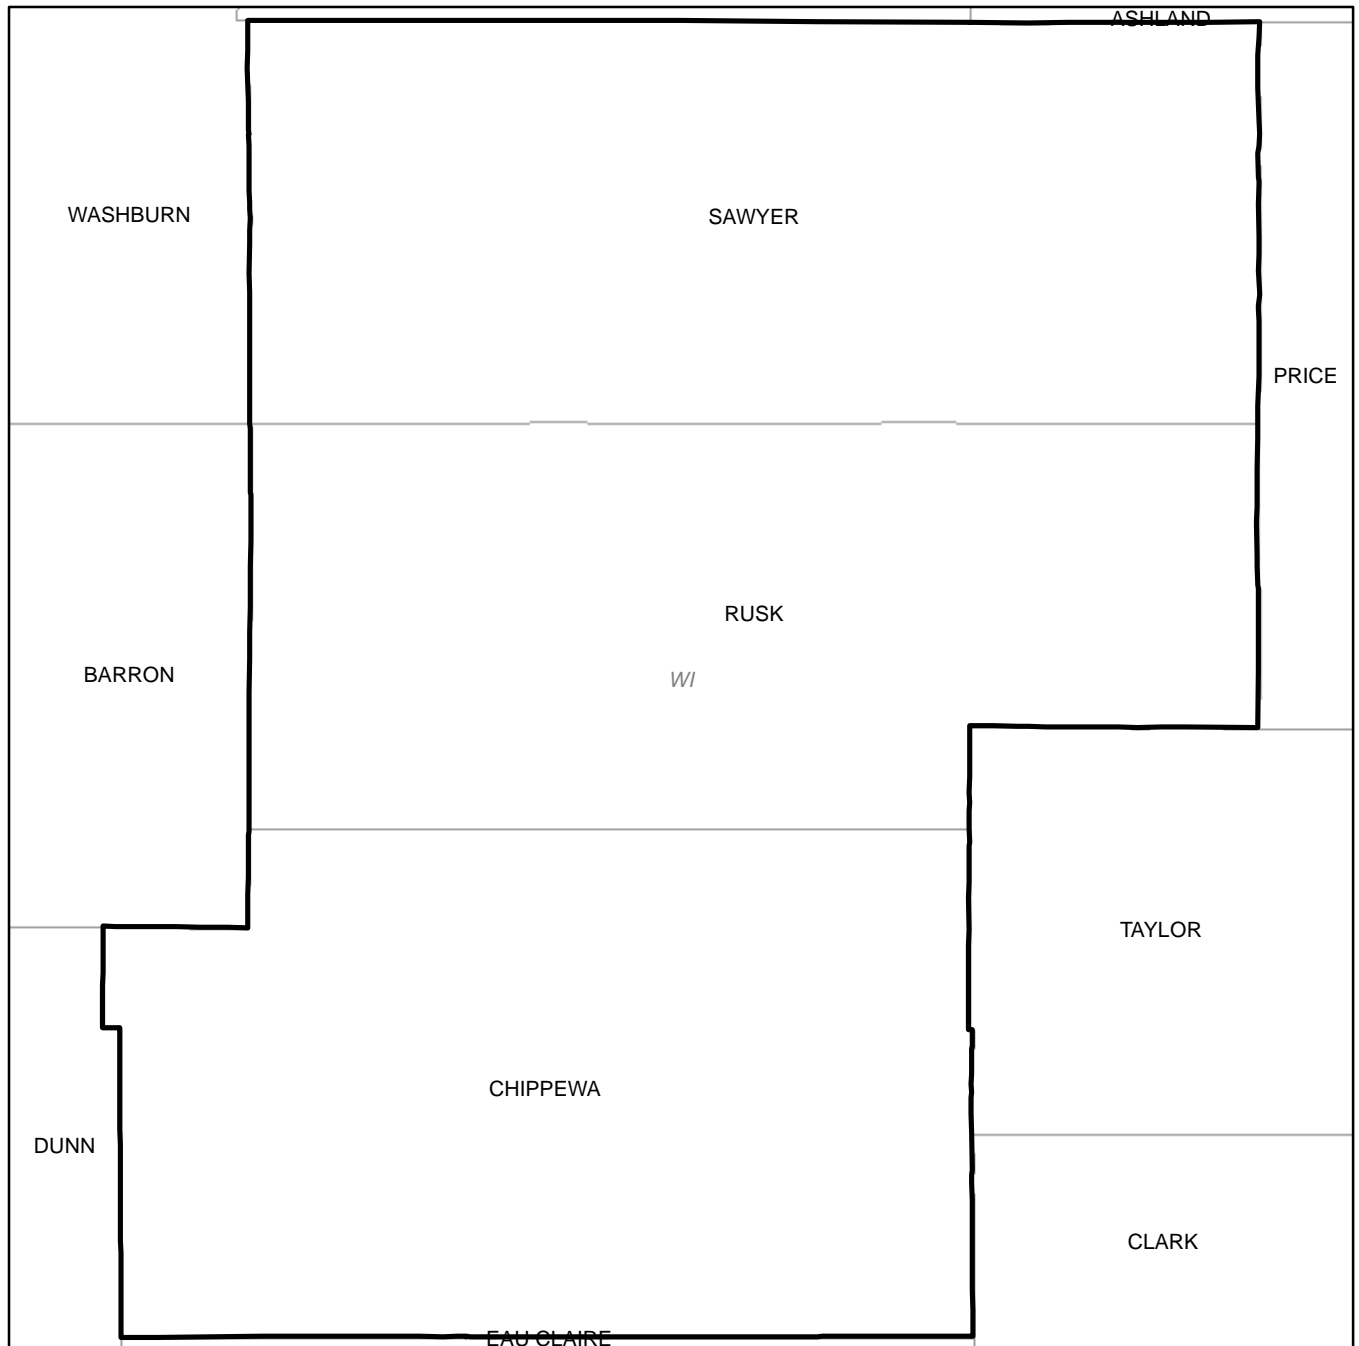 ASHLAND
WASHBURN
SAWYER
PRICE
RUSK
BARRON
WI
TAYLOR
CHIPPEWA
DUNN
CLARK
EAU CLAIRE